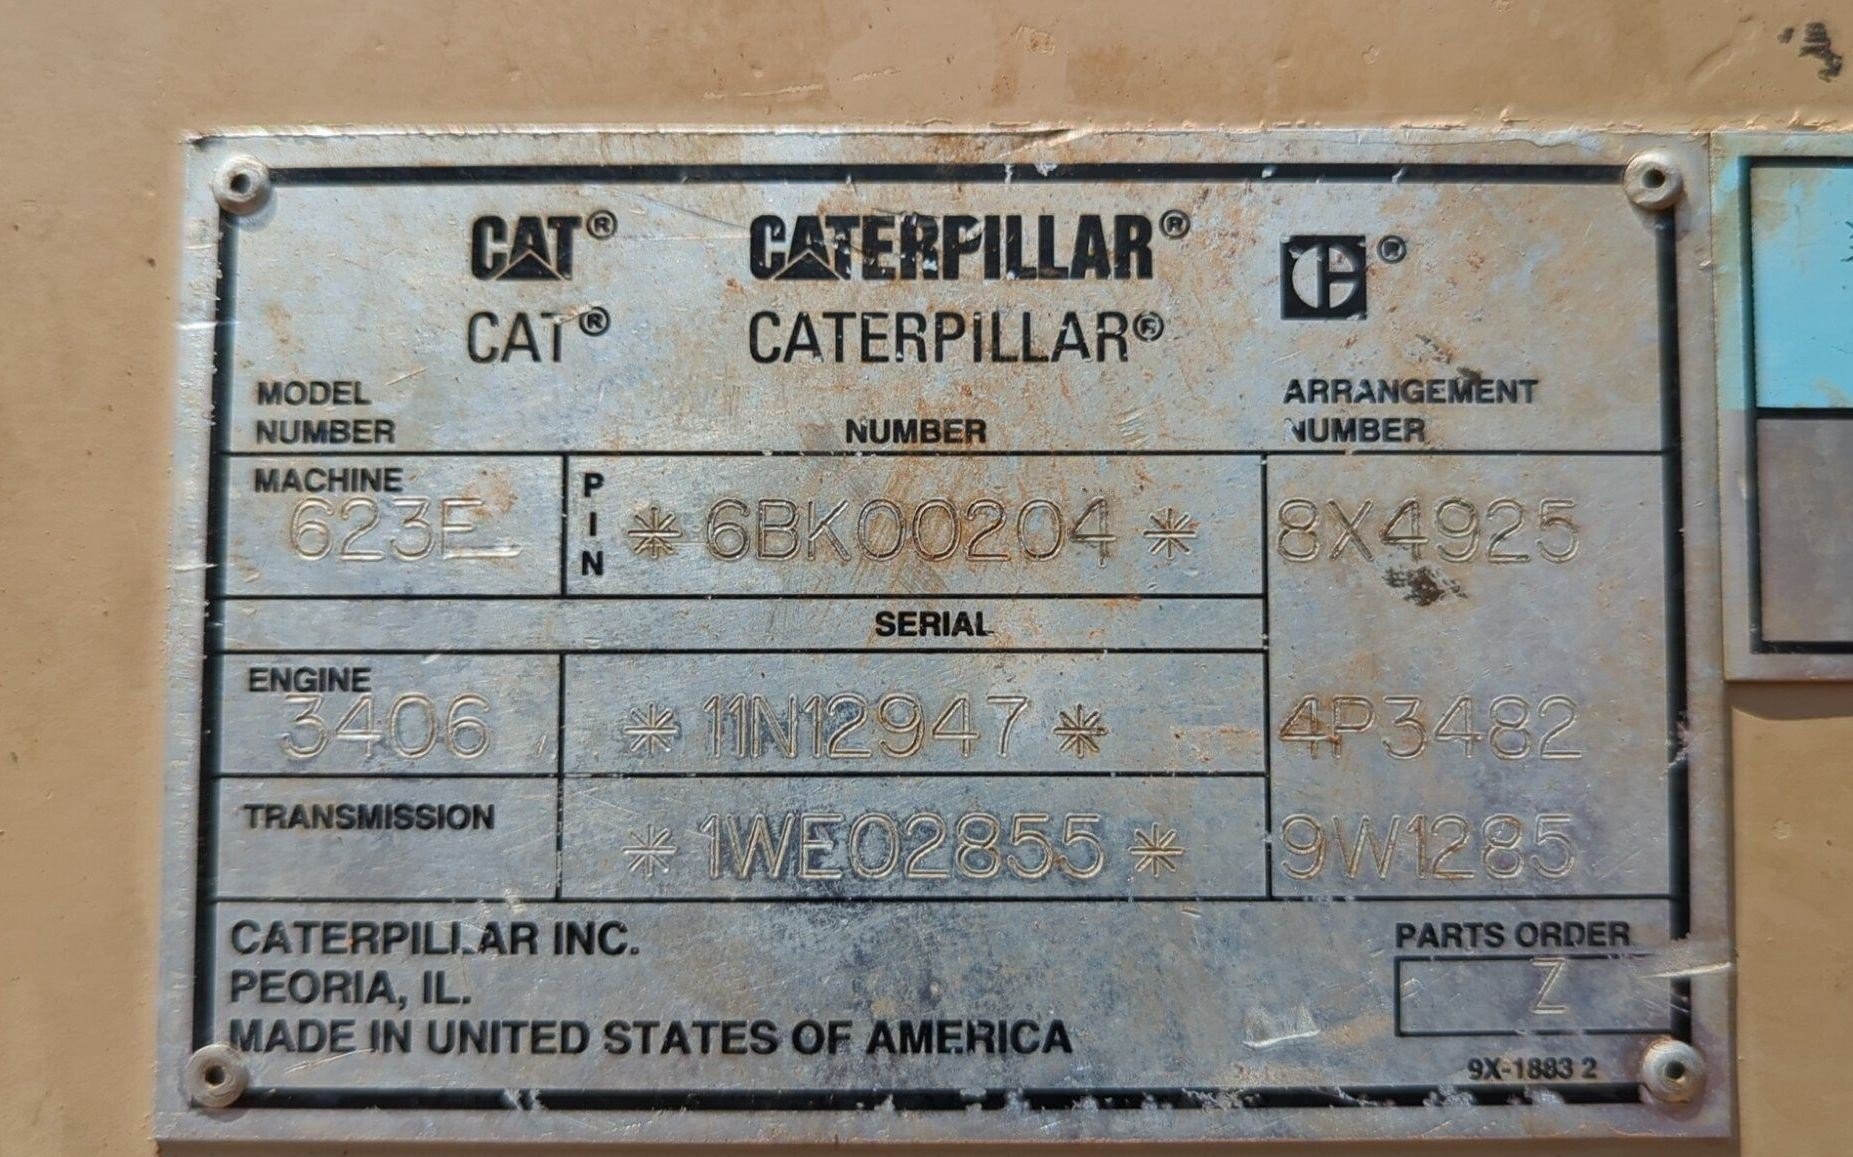 CAT® CATERPILLAR® C®
CAT® CATERPILLAR®
MODEL NUMBER NUMBER ARRANGEMENT NUMBER
MACHINE 623E PIN *6BK00204* 8X4925
SERIAL
ENGINE 3406 *11N12947* 4P3482
TRANSMISSION *1WE02855* 9W1285
CATERPILLAR INC.
PEORIA, IL.
MADE IN UNITED STATES OF AMERICA
PARTS ORDER
Z
9X-1883 2